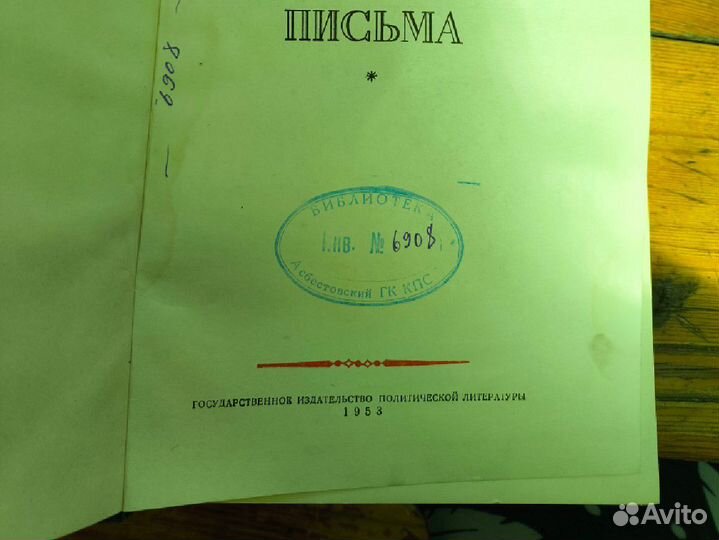 ПИСЬМА
*
— 6908 —
БИБЛИОТЕКА
Инв. № 6908
Асбестовский ГК КПС
ГОСУДАРСТВЕННОЕ ИЗДАТЕЛЬСТВО ПОЛИТИЧЕСКОЙ ЛИТЕРАТУРЫ
1953
Avito